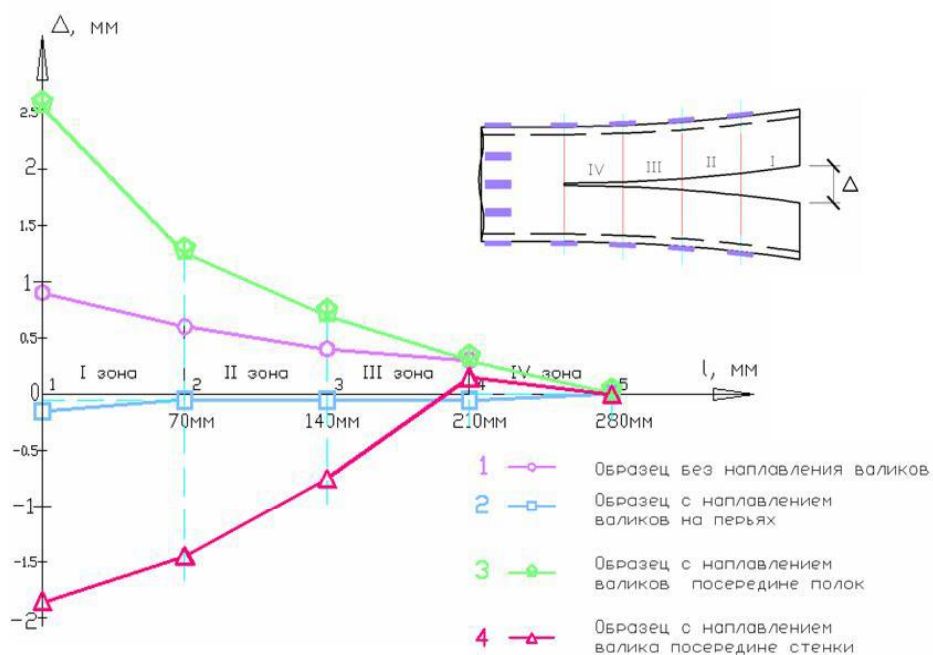 Δ, мм
2.5
2
1.5
1
0.5
0
-0.5
-1
-1.5
-2
IV III II I
Δ
I зона II зона III зона IV зона l, мм
1 2 3 4 5
70мм 140мм 210мм 280мм
1 Образец без наплавления валиков
2 Образец с наплавлением
валиков на перьях
3 Образец с наплавлением
валиков посередине полок
4 Образец с наплавлением
валика посередине стенки